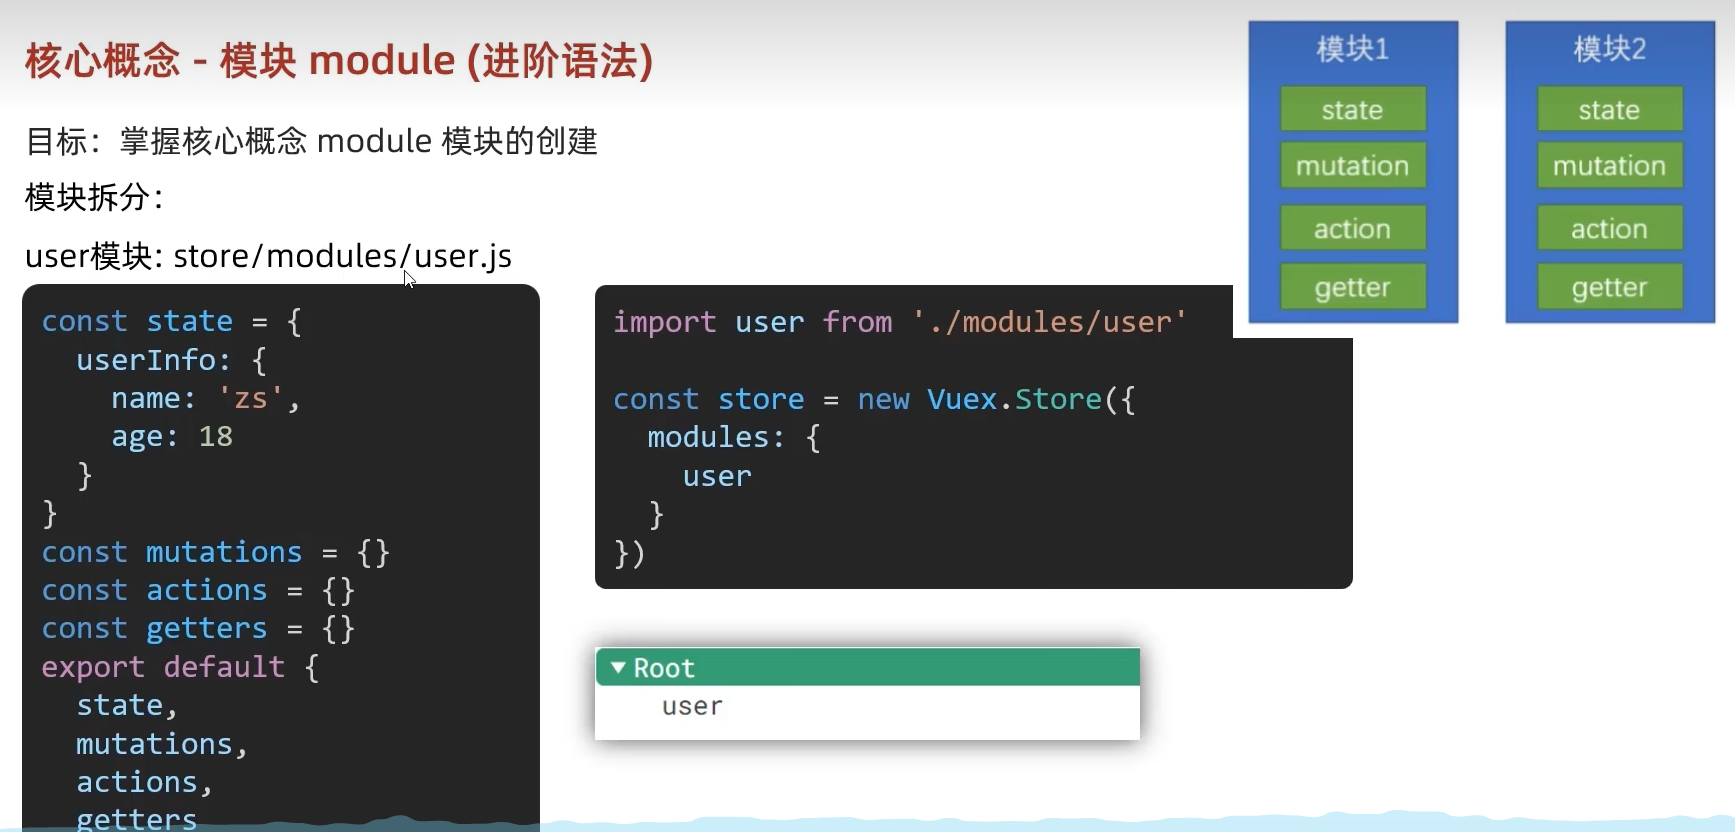 核心概念 - 模块 module (进阶语法)
目标：掌握核心概念 module 模块的创建
模块拆分：
user模块: store/modules/user.js
const state = {
  userInfo: {
    name: 'zs',
    age: 18
  }
}
const mutations = {}
const actions = {}
const getters = {}
export default {
  state,
  mutations,
  actions,
  getters
import user from './modules/user'
const store = new Vuex.Store({
  modules: {
    user
  }
})
Root
user
模块1
state
mutation
action
getter
模块2
state
mutation
action
getter